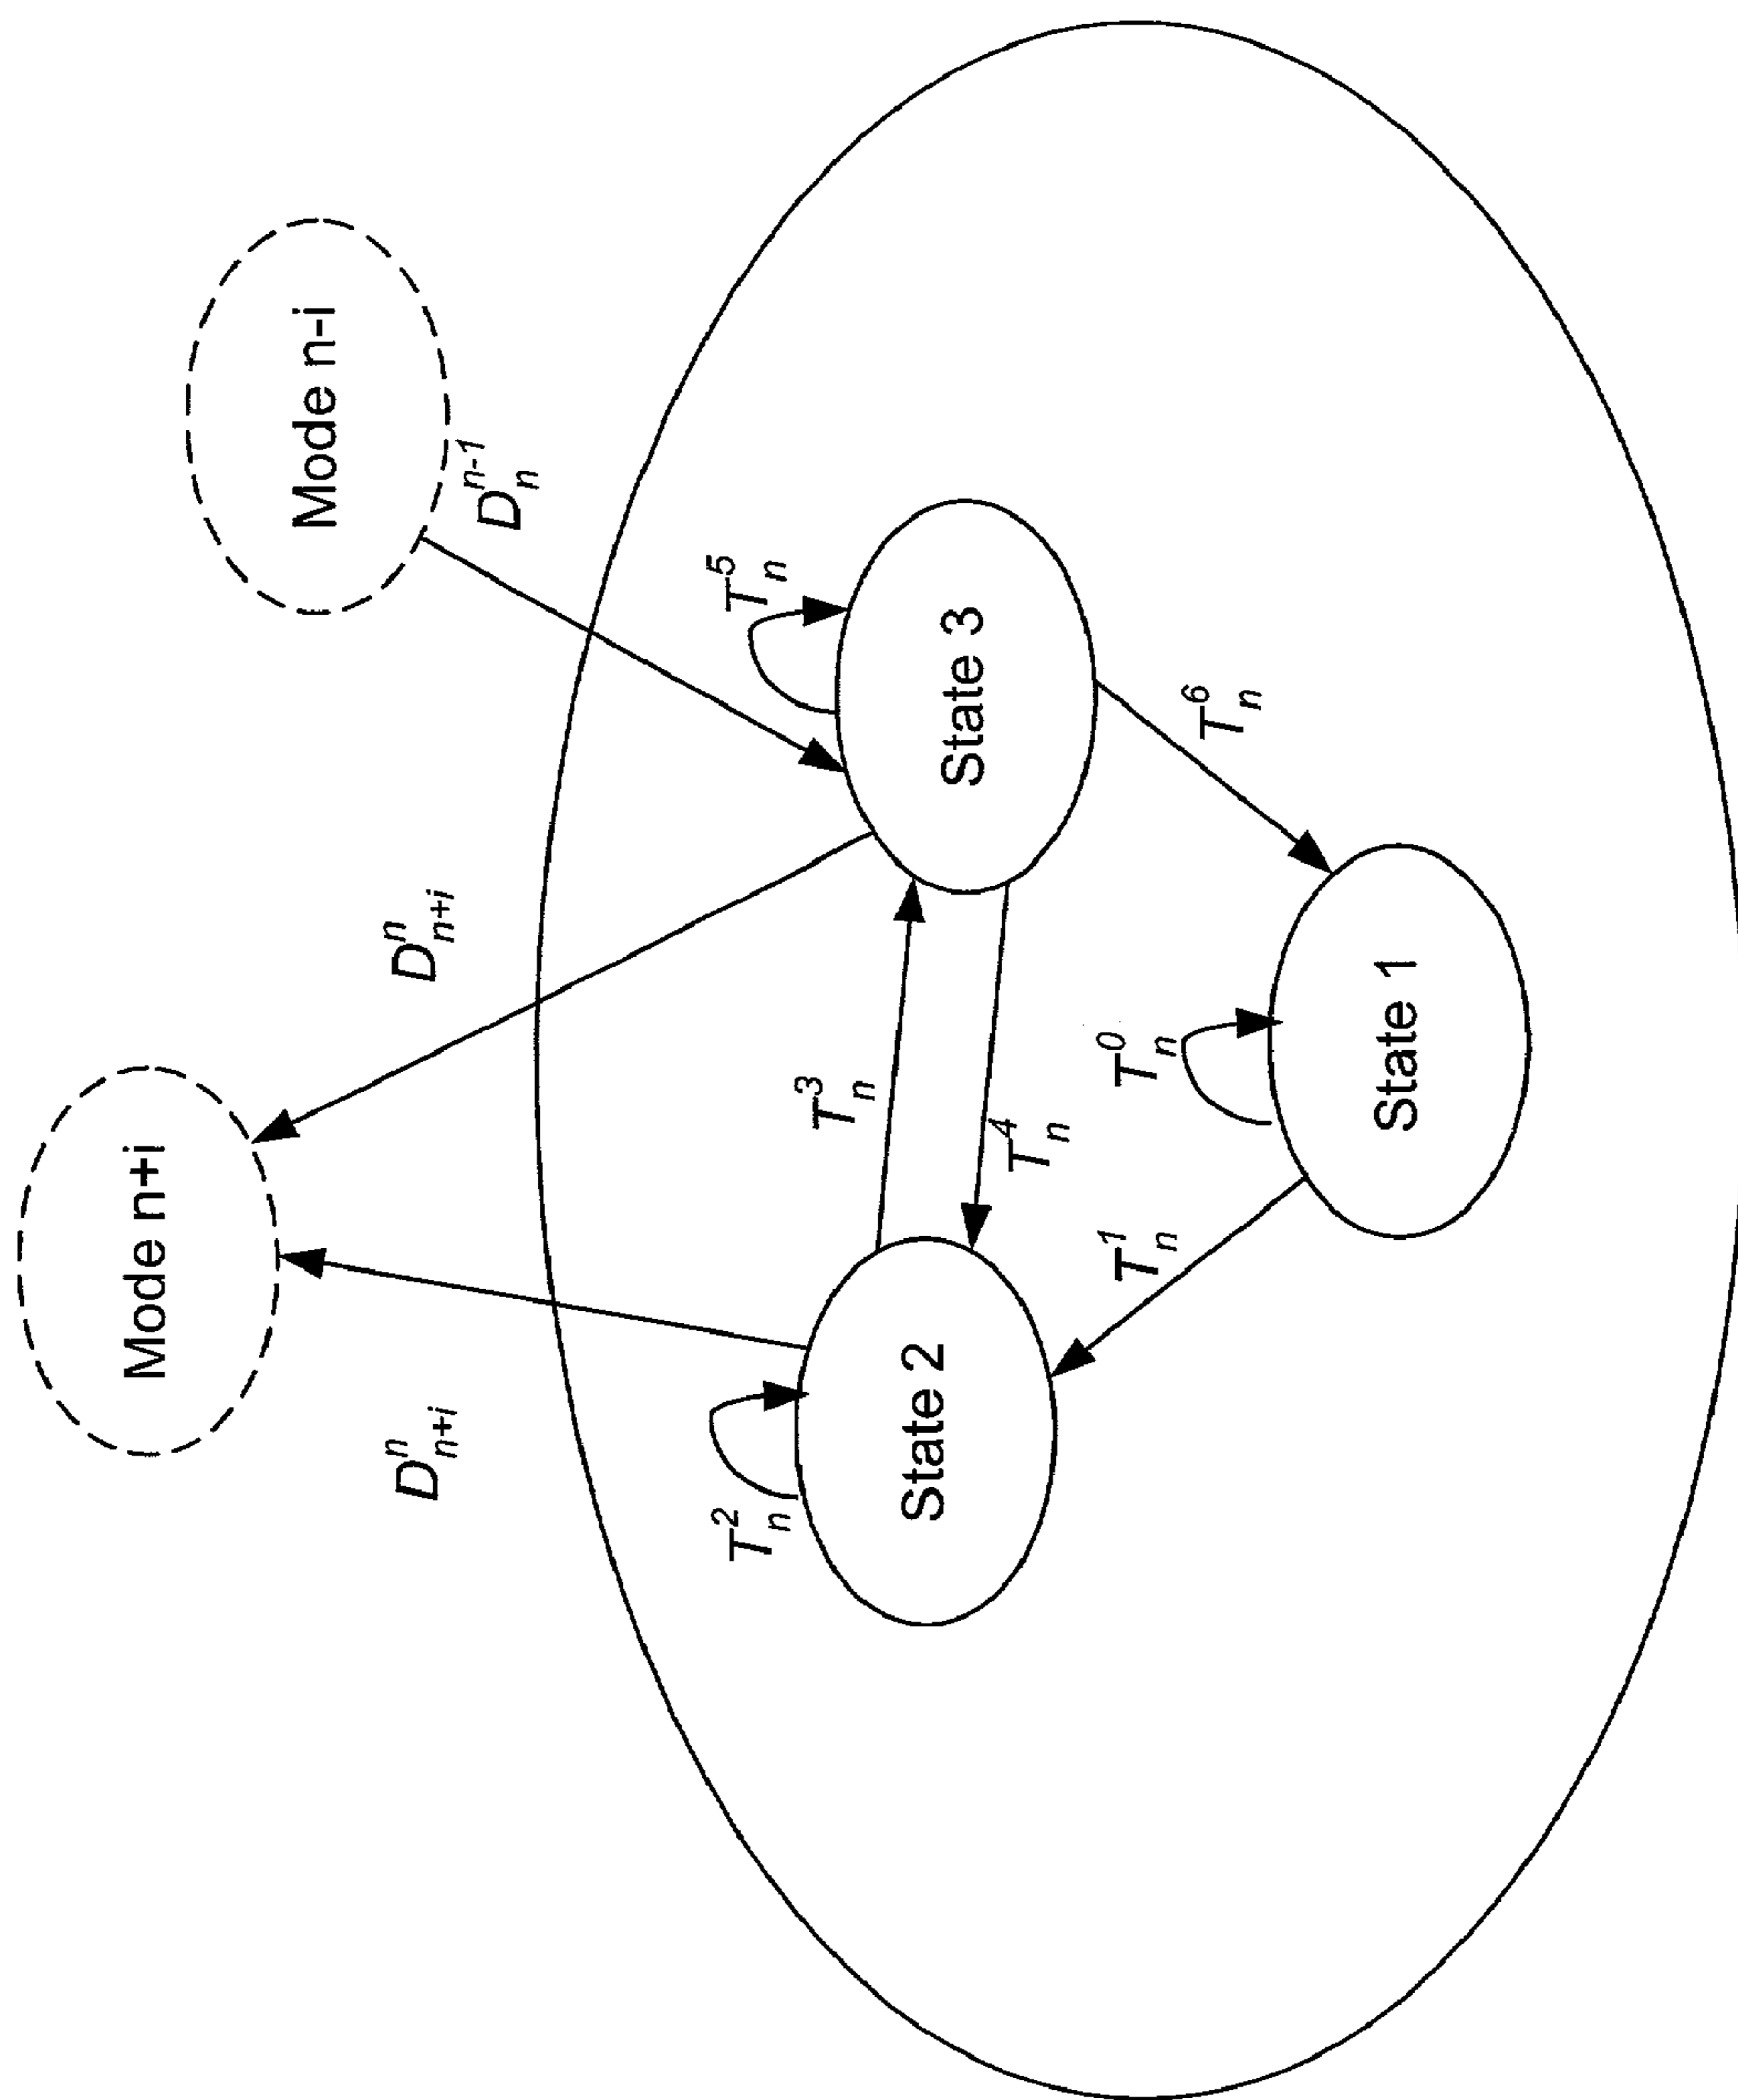 Mode n+i
Mode n-i
D^n_{n+i}
D^n_{n+i}
D^{n-1}_n
T^2_n
T^3_n
T^5_n
State 2
State 3
T^4_n
T^1_n
T^0_n
T^6_n
State 1